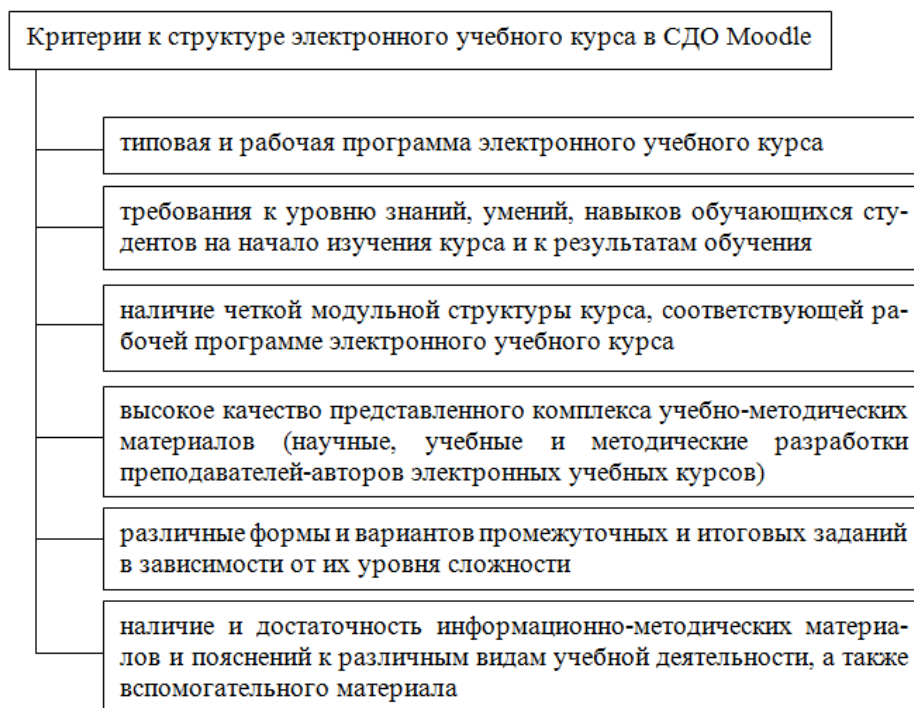 Критерии к структуре электронного учебного курса в СДО Moodle
типовая и рабочая программа электронного учебного курса
требования к уровню знаний, умений, навыков обучающихся сту-
дентов на начало изучения курса и к результатам обучения
наличие четкой модульной структуры курса, соответствующей ра-
бочей программе электронного учебного курса
высокое качество представленного комплекса учебно-методических
материалов (научные, учебные и методические разработки
преподавателей-авторов электронных учебных курсов)
различные формы и вариантов промежуточных и итоговых заданий
в зависимости от их уровня сложности
наличие и достаточность информационно-методических материа-
лов и пояснений к различным видам учебной деятельности, а также
вспомогательного материала